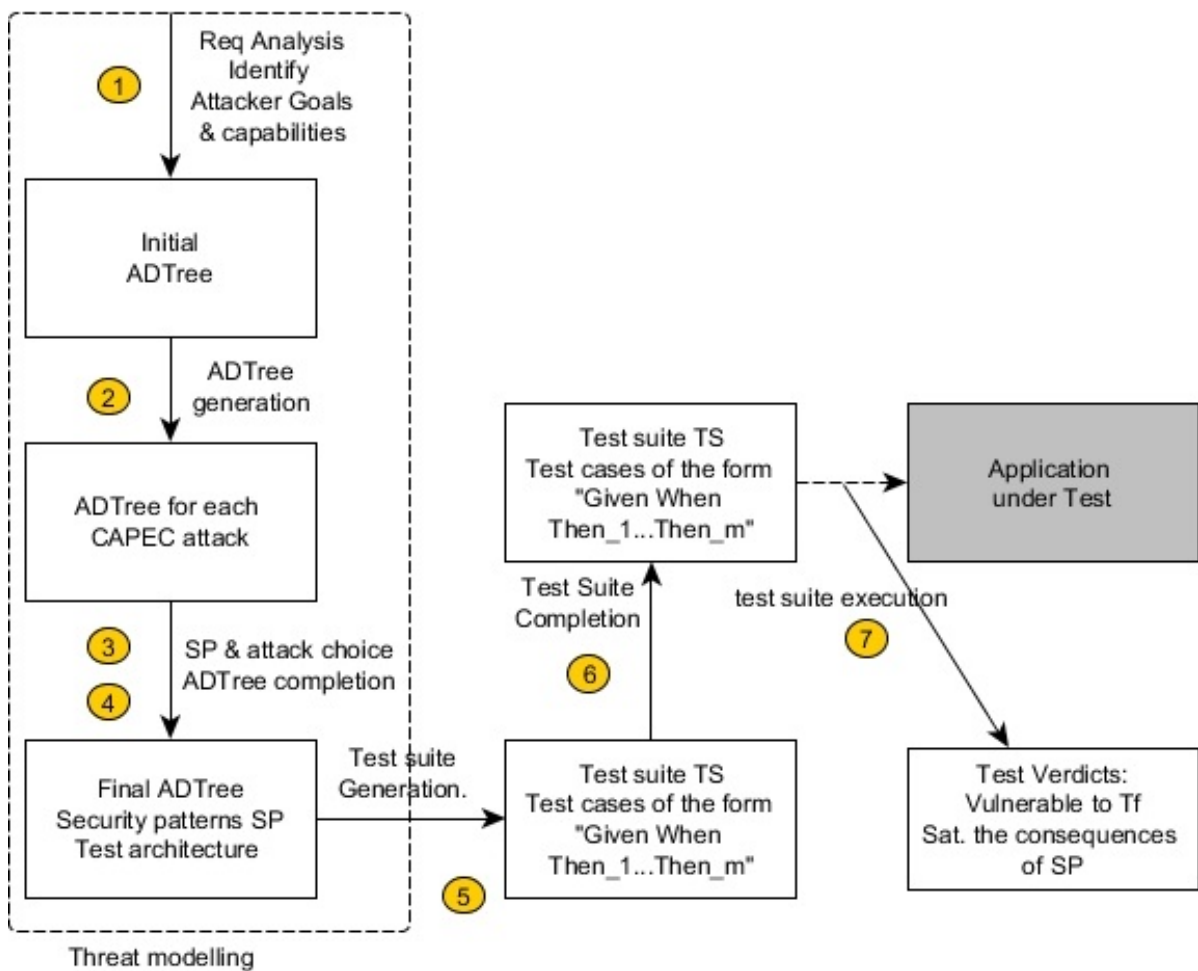 1
Req Analysis
Identify
Attacker Goals
& capabilities
Initial
ADTree
2
ADTree
generation
ADTree for each
CAPEC attack
3
4
SP & attack choice
ADTree completion
Final ADTree
Security patterns SP
Test architecture
Threat modelling
Test suite
Generation.
5
Test suite TS
Test cases of the form
"Given When
Then_1...Then_m"
Test Suite
Completion
6
Test suite TS
Test cases of the form
"Given When
Then_1...Then_m"
test suite execution
7
Application
under Test
Test Verdicts:
Vulnerable to Tf
Sat. the consequences
of SP